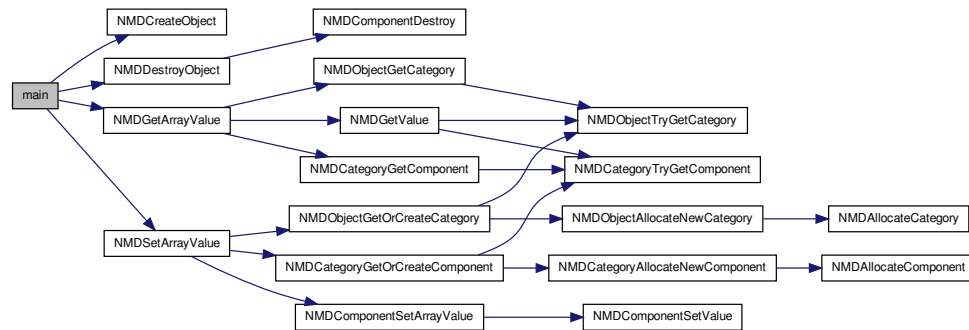 NMDCreateObject
NMDComponentDestroy
NMDDestroyObject
NMDObjectGetCategory
main
NMDGetArrayValue
NMDGetValue
NMDObjectTryGetCategory
NMDCategoryGetComponent
NMDCategoryTryGetComponent
NMDObjectGetOrCreateCategory
NMDObjectAllocateNewCategory
NMDAllocateCategory
NMDSetArrayValue
NMDCategoryGetOrCreateComponent
NMDCategoryAllocateNewComponent
NMDAllocateComponent
NMDComponentSetArrayValue
NMDComponentSetValue